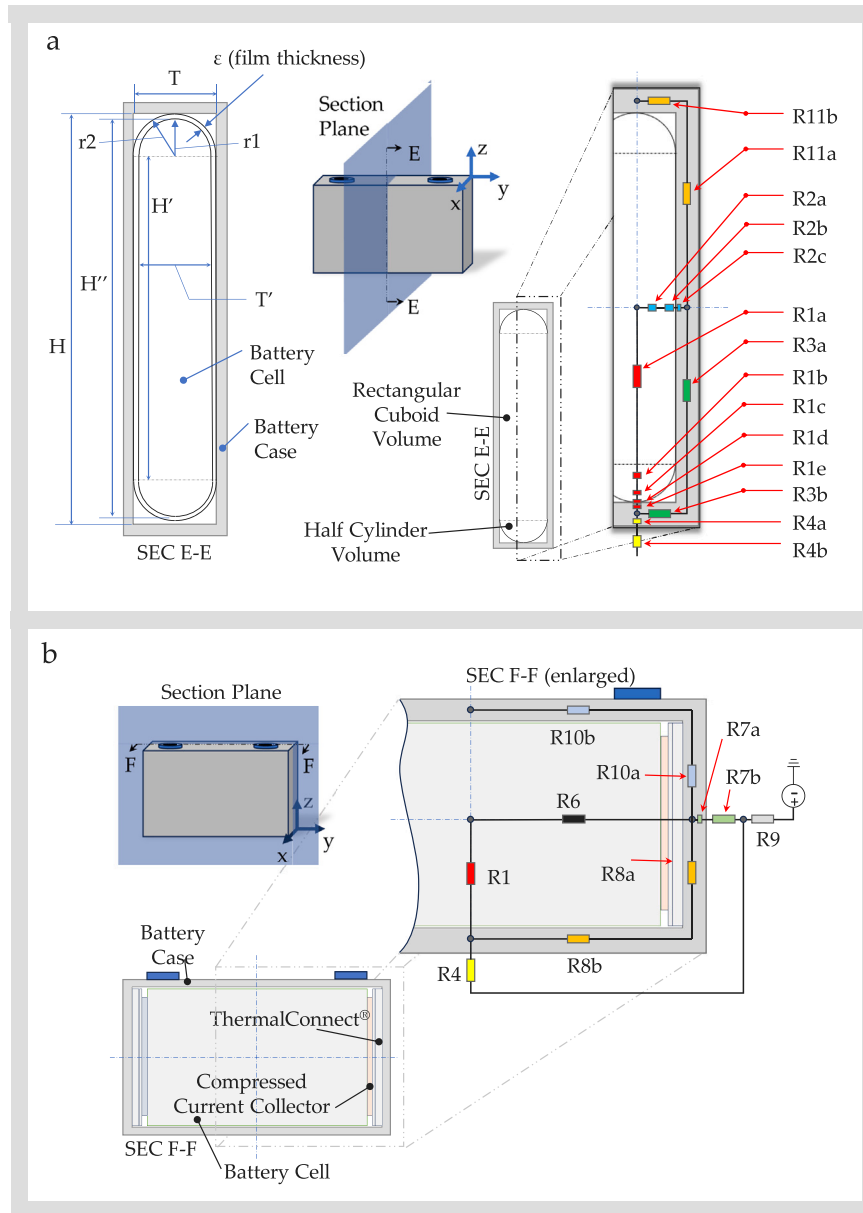 a
ε (film thickness)
T
r2
r1
H'
H''
T'
H
Battery
Cell
Battery
Case
SEC E-E
Section
Plane
E
E
z
y
x
Rectangular
Cuboid
Volume
SEC E-E
Half Cylinder
Volume
R11b
R11a
R2a
R2b
R2c
R1a
R3a
R1b
R1c
R1d
R1e
R3b
R4a
R4b
b
Section Plane
F
F
z
y
x
SEC F-F (enlarged)
R10b
R10a
R7a
R7b
R6
R9
R1
R8a
R4
R8b
-
+
Battery
Case
ThermalConnect®
Compressed
Current Collector
SEC F-F
Battery Cell